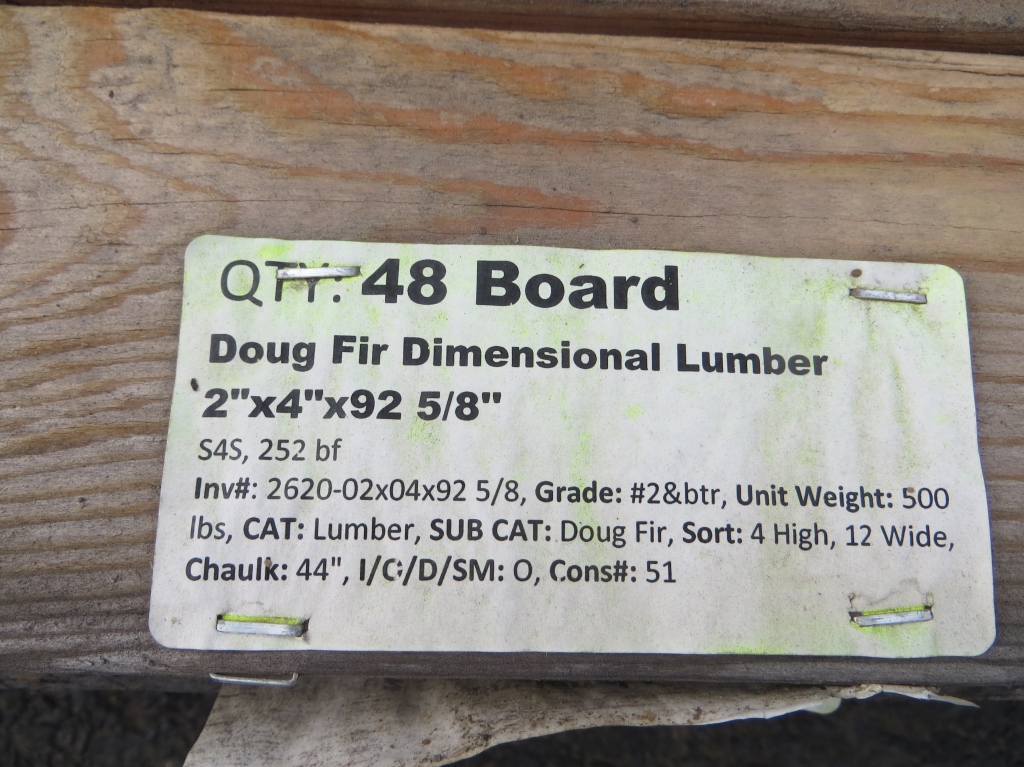 QTY: 48 Board
Doug Fir Dimensional Lumber
2"x4"x92 5/8"
S4S, 252 bf
Inv#: 2620-02x04x92 5/8, Grade: #2&btr, Unit Weight: 500
lbs, CAT: Lumber, SUB CAT: Doug Fir, Sort: 4 High, 12 Wide,
Chaulk: 44", I/C/D/SM: O, Cons#: 51